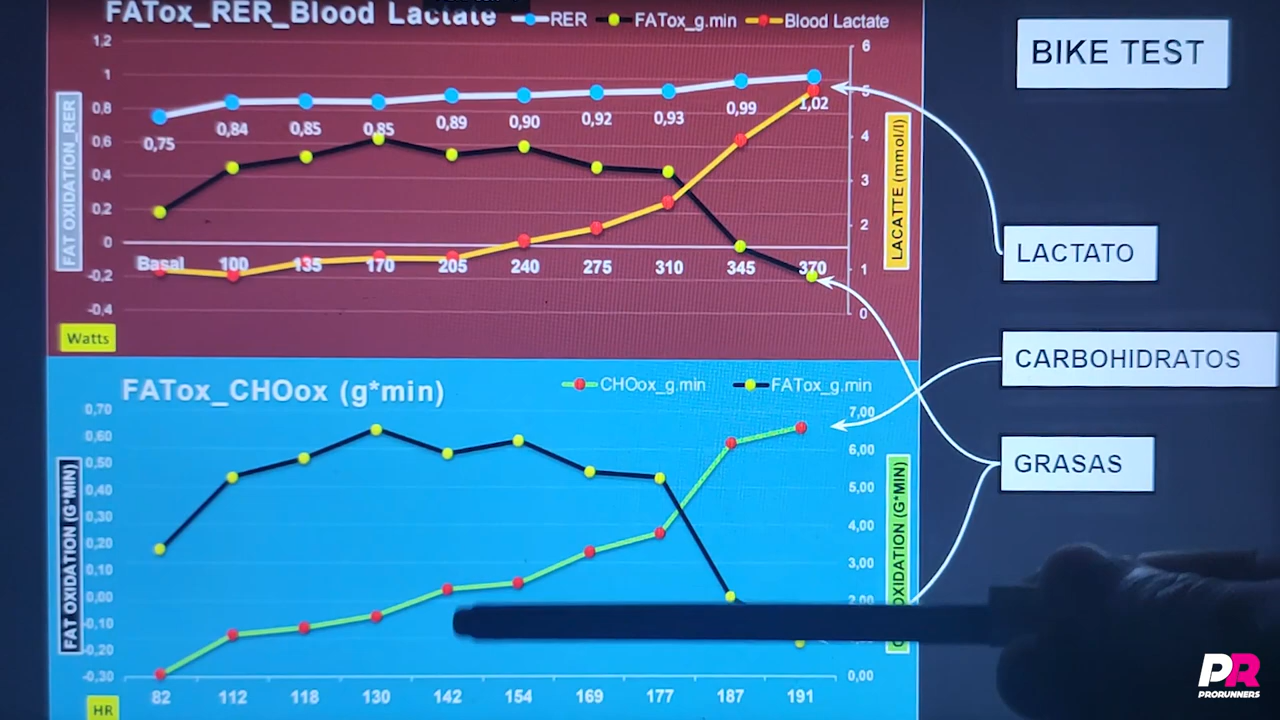 FATox_RER_Blood Lactate
RER FATox_g.min Blood Lactate
BIKE TEST
1,2
1
0,8
0,6
0,4
0,2
0
-0,2
-0,4
FAT OXIDATION_RER
0,75 0,84 0,85 0,85 0,89 0,90 0,92 0,93 0,99 1,02
Basal 100 135 170 205 240 275 310 345 370
6
5
4
3
2
1
0
LACATTE (mmol/l)
Watts
LACTATO
CARBOHIDRATOS
GRASAS
FATox_CHOox (g*min)
CHOox_g.min FATox_g.min
0,70
0,60
0,50
0,40
0,30
0,20
0,10
0,00
-0,10
-0,20
-0,30
FAT OXIDATION (G*MIN)
7,00
6,00
5,00
4,00
3,00
2,00
0,00
OXIDATION (G*MIN)
82 112 118 130 142 154 169 177 187 191
HR
PR
PRORUNNERS